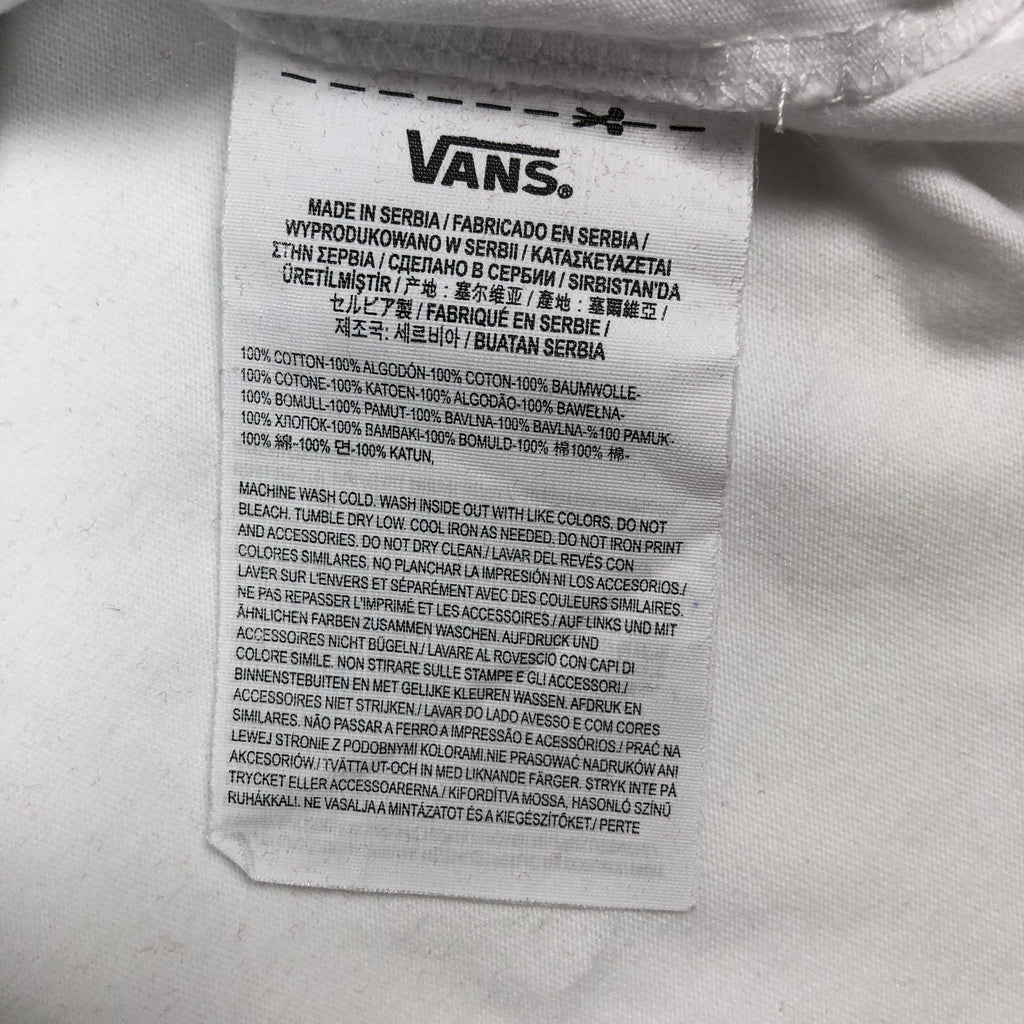 VANS®
MADE IN SERBIA / FABRICADO EN SERBIA /
WYPRODUKOWANO W SERBII / ΚΑΤΑΣΚΕΥΑΖΕΤΑΙ
ΣΤΗΝ ΣΕΡΒΙΑ / СДЕЛАНО В СЕРБИИ / SIRBISTAN'DA
ÜRETİLMİŞTİR / 产地 : 塞尔维亚 / 產地 : 塞爾維亞 /
セルビア製 / FABRIQUÉ EN SERBIE /
제조국: 세르비아 / BUATAN SERBIA
100% COTTON-100% ALGODÓN-100% COTON-100% BAUMWOLLE-
100% COTONE-100% KATOEN-100% ALGODÃO-100% BAWEŁNA-
100% BOMULL-100% PAMUT-100% BAVLNA-100% BAVLNA-%100 PAMUK-
100% ХЛОПОК-100% BAMBAKI-100% BOMULD-100% 棉100% 棉-
100% 綿-100% 면-100% KATUN,
MACHINE WASH COLD. WASH INSIDE OUT WITH LIKE COLORS. DO NOT
BLEACH. TUMBLE DRY LOW. COOL IRON AS NEEDED. DO NOT IRON PRINT
AND ACCESSORIES. DO NOT DRY CLEAN./ LAVAR DEL REVÉS CON
COLORES SIMILARES. NO PLANCHAR LA IMPRESIÓN NI LOS ACCESORIOS./
LAVER SUR L'ENVERS ET SÉPARÉMENT AVEC DES COULEURS SIMILAIRES.
NE PAS REPASSER L'IMPRIMÉ ET LES ACCESSOIRES./ AUF LINKS UND MIT
ÄHNLICHEN FARBEN ZUSAMMEN WASCHEN. AUFDRUCK UND
ACCESSOIRES NICHT BÜGELN./ LAVARE AL ROVESCIO CON CAPI DI
COLORE SIMILE. NON STIRARE SULLE STAMPE E GLI ACCESSORI./
BINNENSTEBUITEN EN MET GELIJKE KLEUREN WASSEN. AFDRUK EN
ACCESSOIRES NIET STRIJKEN./ LAVAR DO LADO AVESSO E COM CORES
SIMILARES. NÃO PASSAR A FERRO A IMPRESSÃO E ACESSÓRIOS./ PRAĆ NA
LEWEJ STRONIE Z PODOBNYMI KOLORAMI.NIE PRASOWAĆ NADRUKÓW ANI
AKCESORIÓW./ TVÄTTA UT-OCH IN MED LIKNANDE FÄRGER. STRYK INTE PÅ
TRYCKET ELLER ACCESSOARERNA./ KIFORDÍTVA MOSSA, HASONLÓ SZÍNŰ
RUHÁKKAL!. NE VASALJA A MINTÁZATOT ÉS A KIEGÉSZÍTŐKET./ PERTE